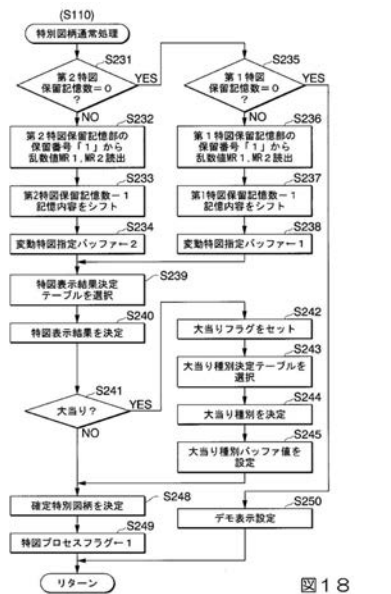 (S110)
特別図柄通常処理
S231
第2特図
保留記憶数=0
?
YES
NO
S232
第2特図保留記憶部の
保留番号「1」から
乱数値MR1,MR2読出
S233
第2特図保留記憶数-1
記憶内容をシフト
S234
変動特図指定バッファ←2
S235
第1特図
保留記憶数=0
?
YES
NO
S236
第1特図保留記憶部の
保留番号「1」から
乱数値MR1,MR2読出
S237
第1特図保留記憶数-1
記憶内容をシフト
S238
変動特図指定バッファ←1
S239
特図表示結果決定
テーブルを選択
S240
特図表示結果を決定
S241
大当り?
YES
NO
S242
大当りフラグをセット
S243
大当り種別決定テーブルを
選択
S244
大当り種別を決定
S245
大当り種別バッファ値を
設定
S248
確定特別図柄を決定
S249
特図プロセスフラグ←1
S250
デモ表示設定
リターン
図18